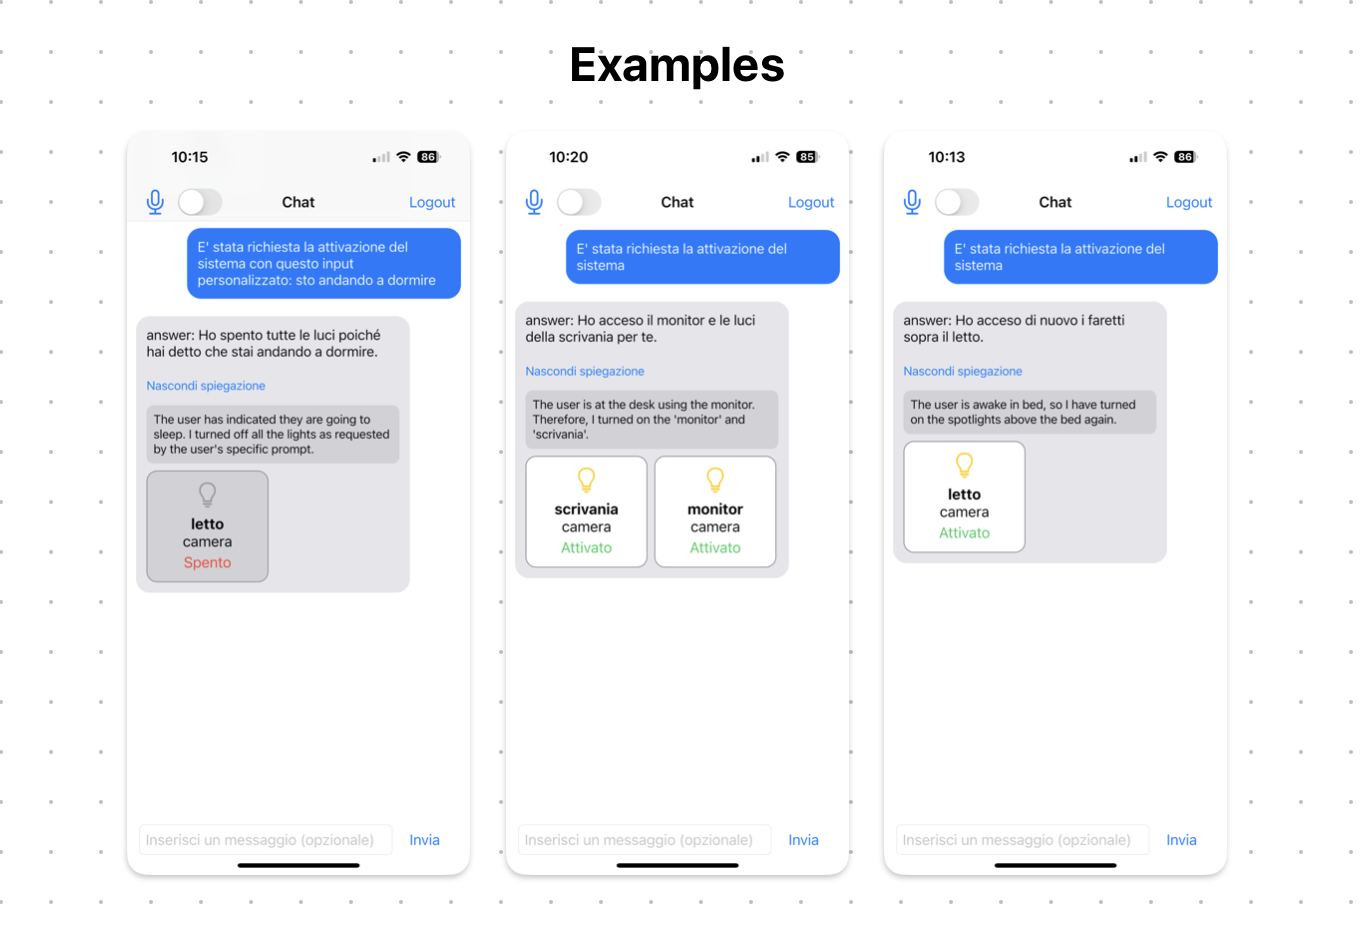 Examples
10:15
86
Chat
Logout
E' stata richiesta la attivazione del
sistema con questo input
personalizzato: sto andando a dormire
answer: Ho spento tutte le luci poiché
hai detto che stai andando a dormire.
Nascondi spiegazione
The user has indicated they are going to
sleep. I turned off all the lights as requested
by the user's specific prompt.
letto
camera
Spento
Inserisci un messaggio (opzionale)
Invia
10:20
85
Chat
Logout
E' stata richiesta la attivazione del
sistema
answer: Ho acceso il monitor e le luci
della scrivania per te.
Nascondi spiegazione
The user is at the desk using the monitor.
Therefore, I turned on the 'monitor' and
'scrivania'.
scrivania
camera
Attivato
monitor
camera
Attivato
Inserisci un messaggio (opzionale)
Invia
10:13
86
Chat
Logout
E' stata richiesta la attivazione del
sistema
answer: Ho acceso di nuovo i faretti
sopra il letto.
Nascondi spiegazione
The user is awake in bed, so I have turned
on the spotlights above the bed again.
letto
camera
Attivato
Inserisci un messaggio (opzionale)
Invia